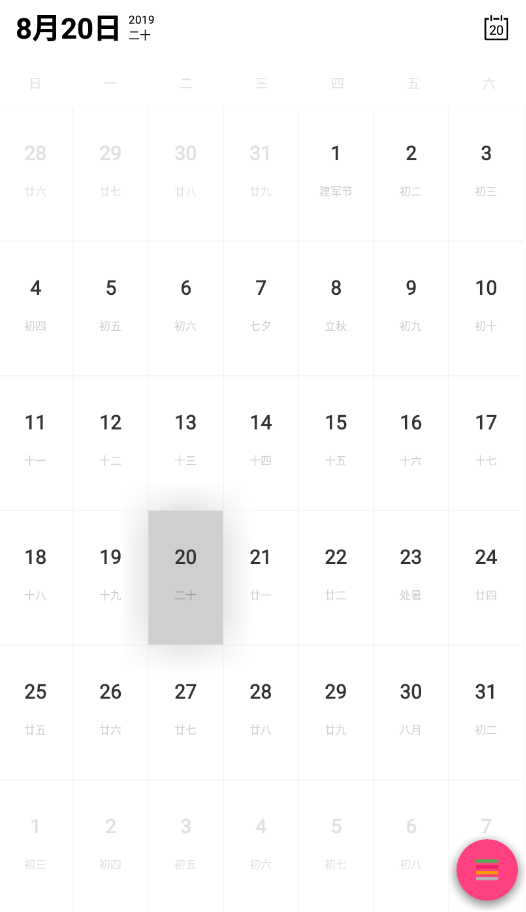 8月20日 2019
二十
20
日 一 二 三 四 五 六
28 29 30 31 1 2 3
廿六 廿七 廿八 廿九 建军节 初二 初三
4 5 6 7 8 9 10
初四 初五 初六 七夕 立秋 初九 初十
11 12 13 14 15 16 17
十一 十二 十三 十四 十五 十六 十七
18 19 20 21 22 23 24
十八 十九 二十 廿一 廿二 处暑 廿四
25 26 27 28 29 30 31
廿五 廿六 廿七 廿八 廿九 八月 初二
1 2 3 4 5 6 7
初三 初四 初五 初六 初七 初八